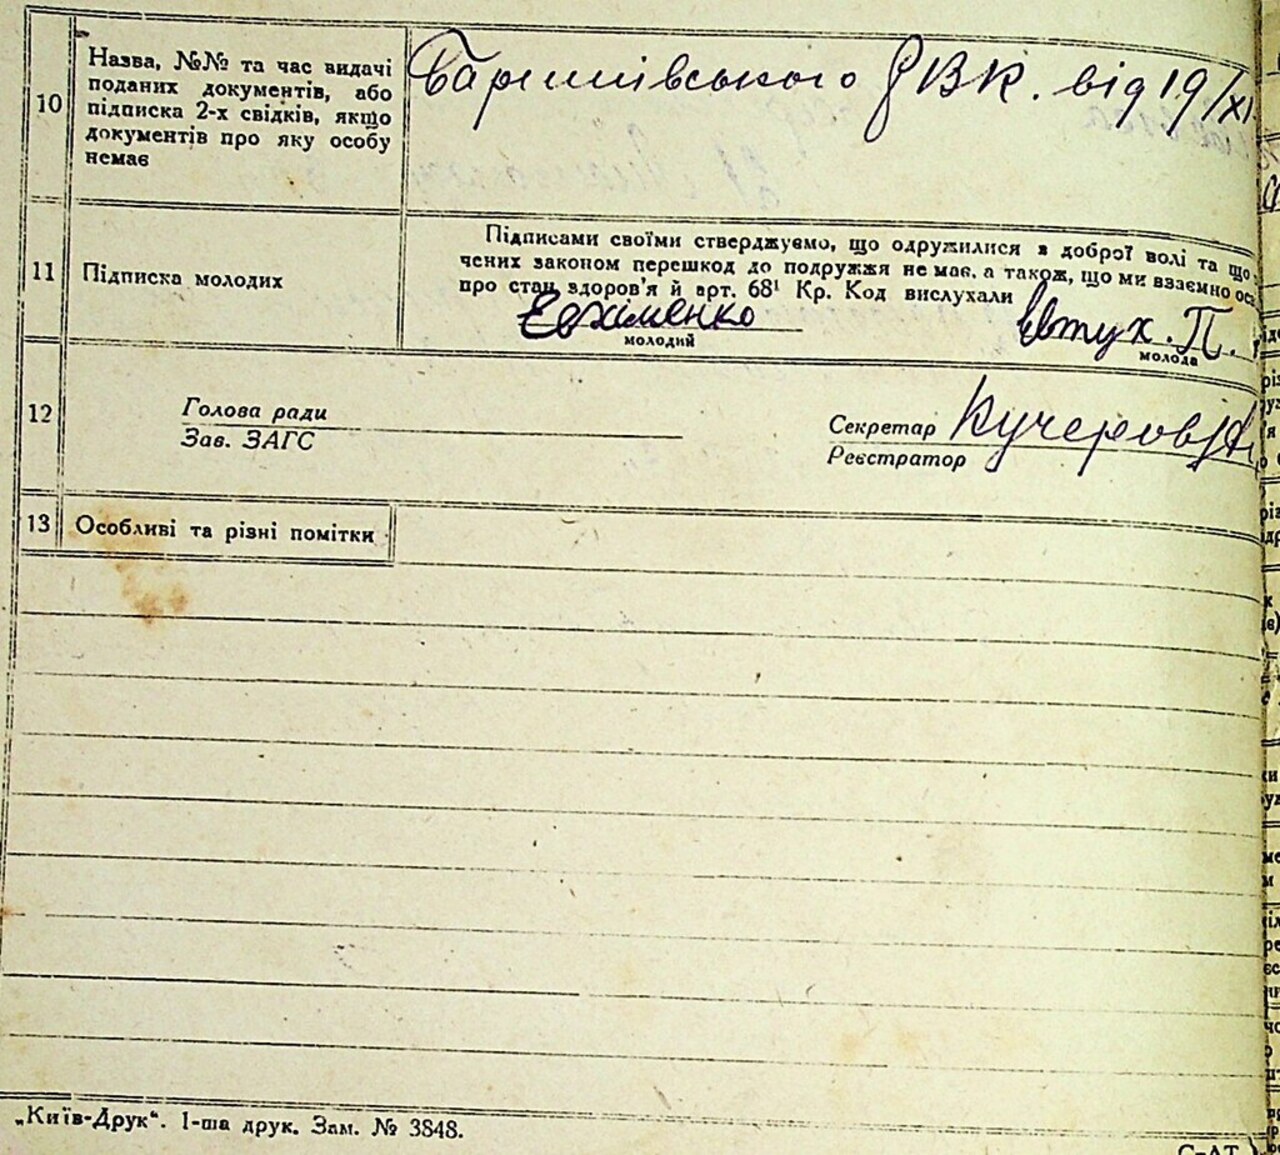 10
Назва, №№ та час видачі
поданих документів, або
підписка 2-х свідків, якщо
документів про яку особу
немає
Баришівського РВК. від 19/XI
11
Підписка молодих
Підписами своїми стверджуємо, що одружилися з доброї волі та що
чених законом перешкод до подружжя не має, а також, що ми взаємно
про стан здоров'я й арт. 68¹ Кр. Код вислухали
Евхіменко
молодий
Євтух. П.
молода
12
Голова ради
Зав. ЗАГС
Секретар
Реєстратор
13
Особливі та різні помітки
„Київ-Друк“. 1-ша друк. Зам. № 3848.